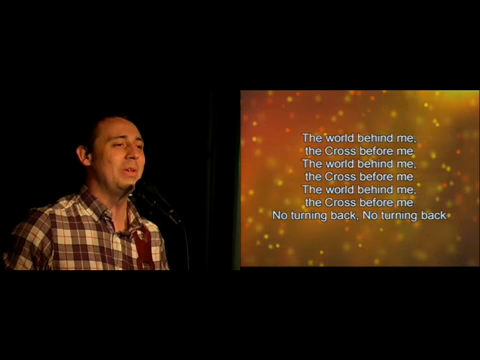 The world behind me,
the Cross before me
The world behind me,
the Cross before me
The world behind me,
the Cross before me
No turning back, No turning back